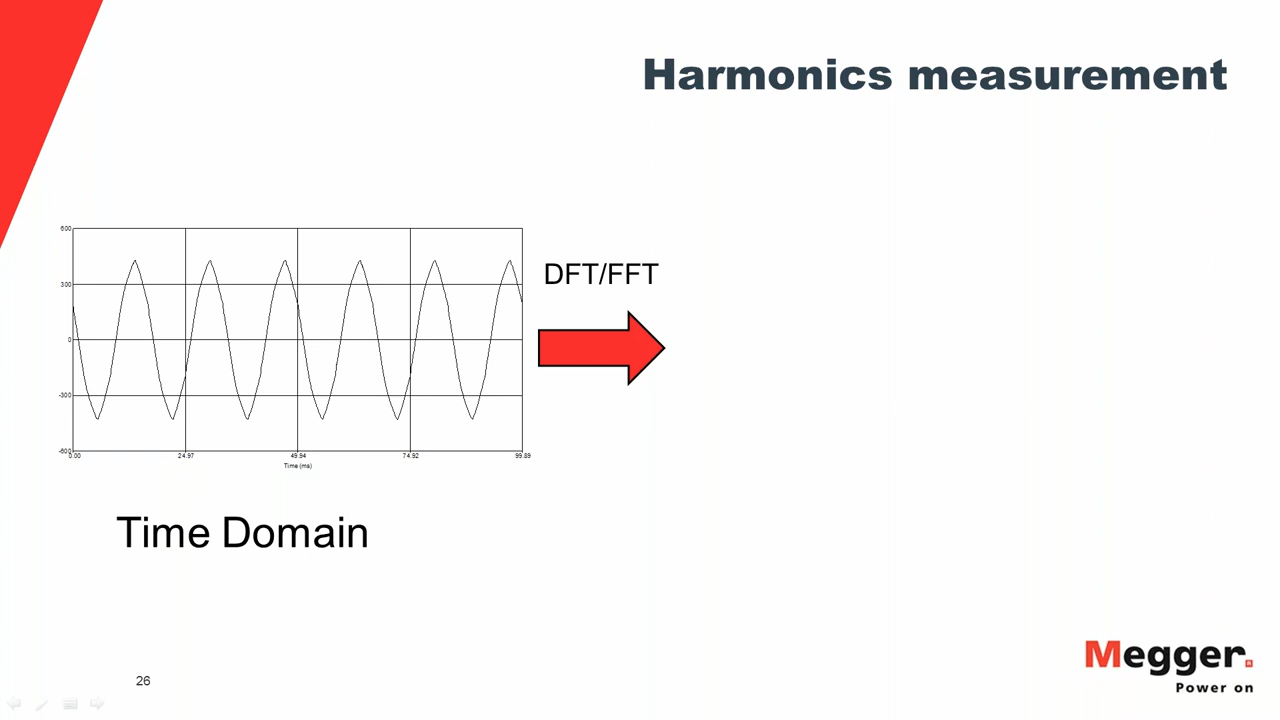 Harmonics measurement
600
300
0
-300
-600
0.00 24.97 49.94 74.92 99.89
Time (ms)
DFT/FFT
Time Domain
26
Megger.
Power on